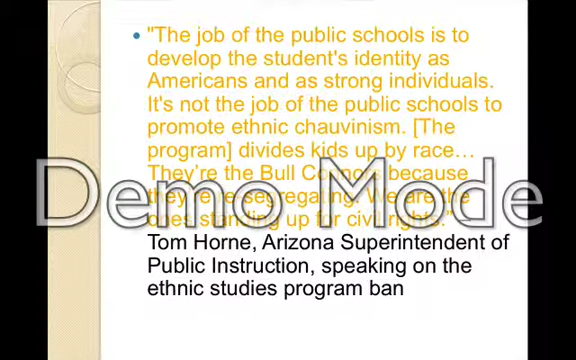 "The job of the public schools is to
develop the student's identity as
Americans and as strong individuals.
It's not the job of the public schools to
promote ethnic chauvinism. [The
program] divides kids up by race…
They're the Bull Connors because
they're resegregating. We are the
ones standing up for civil rights."
Tom Horne, Arizona Superintendent of
Public Instruction, speaking on the
ethnic studies program ban
Demo Mode